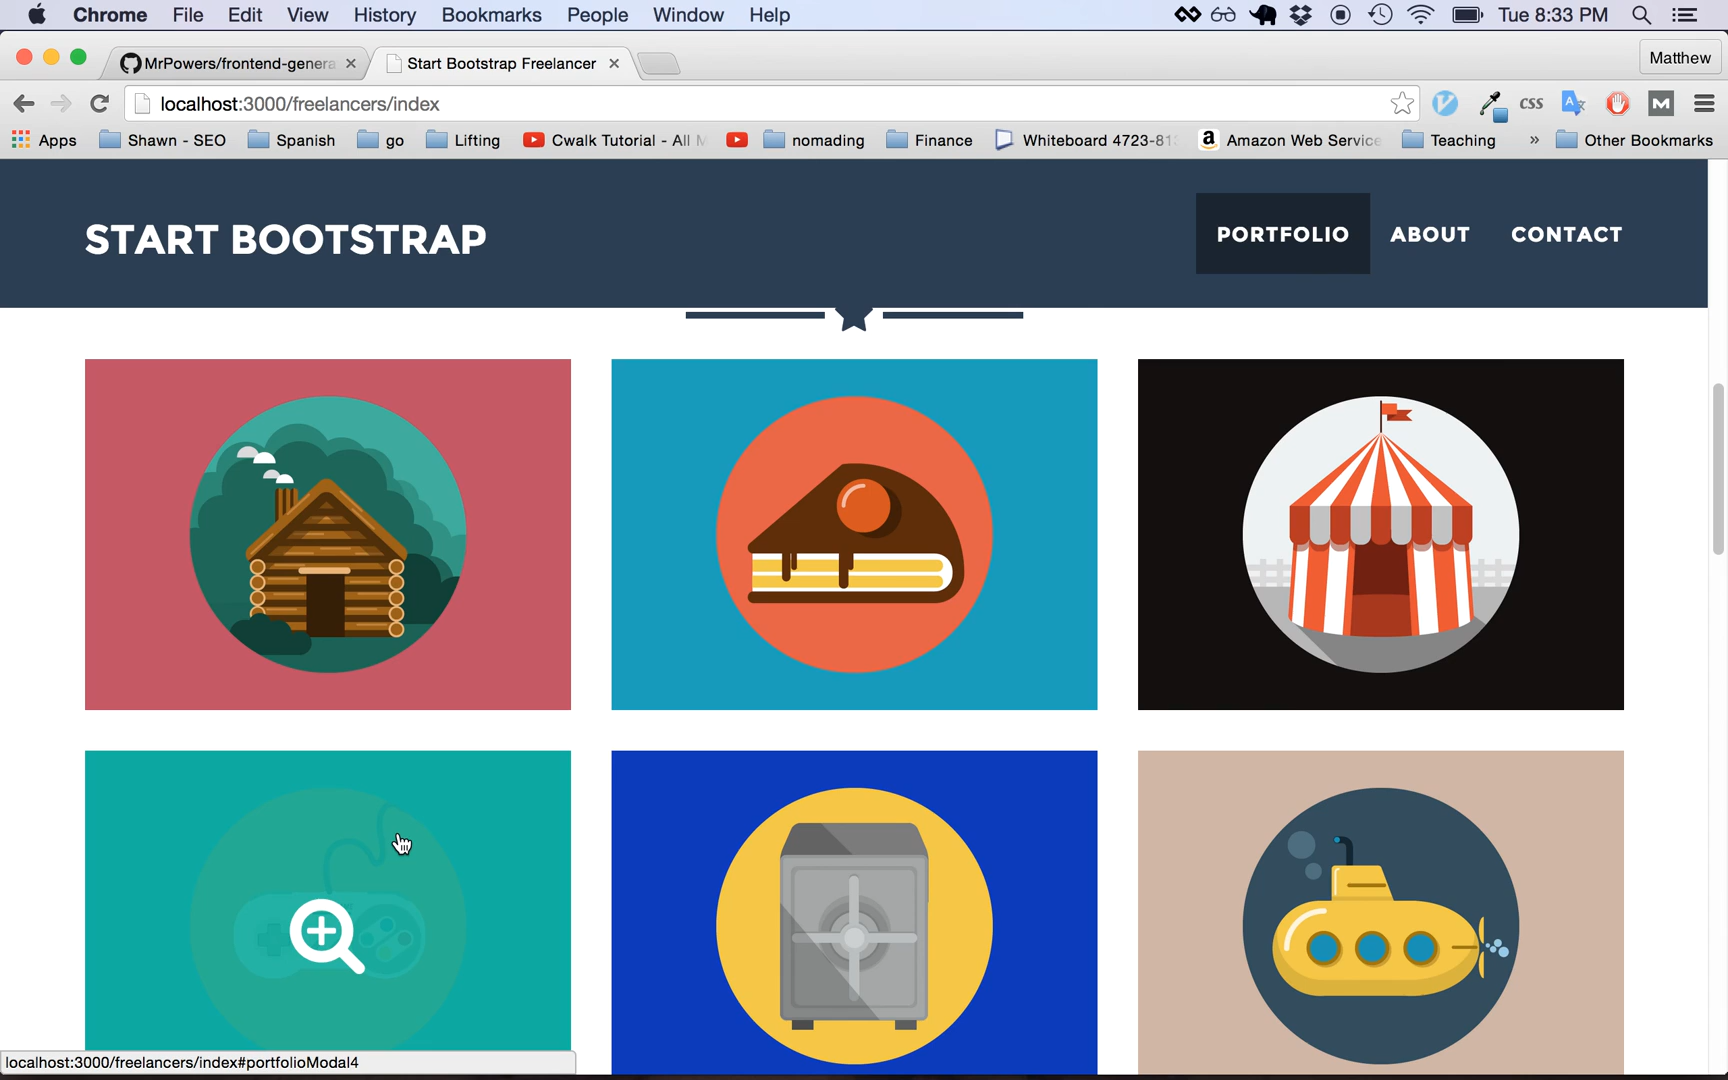 Chrome File Edit View History Bookmarks People Window Help Tue 8:33 PM
MrPowers/frontend-genera Start Bootstrap Freelancer Matthew
localhost:3000/freelancers/index css M
Apps Shawn - SEO Spanish go Lifting Cwalk Tutorial - All nomading Finance Whiteboard 4723-81 Amazon Web Service Teaching » Other Bookmarks
START BOOTSTRAP PORTFOLIO ABOUT CONTACT
localhost:3000/freelancers/index#portfolioModal4